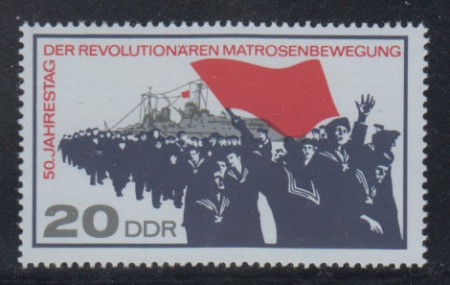 50. JAHRESTAG DER REVOLUTIONÄREN MATROSENBEWEGUNG
20 DDR